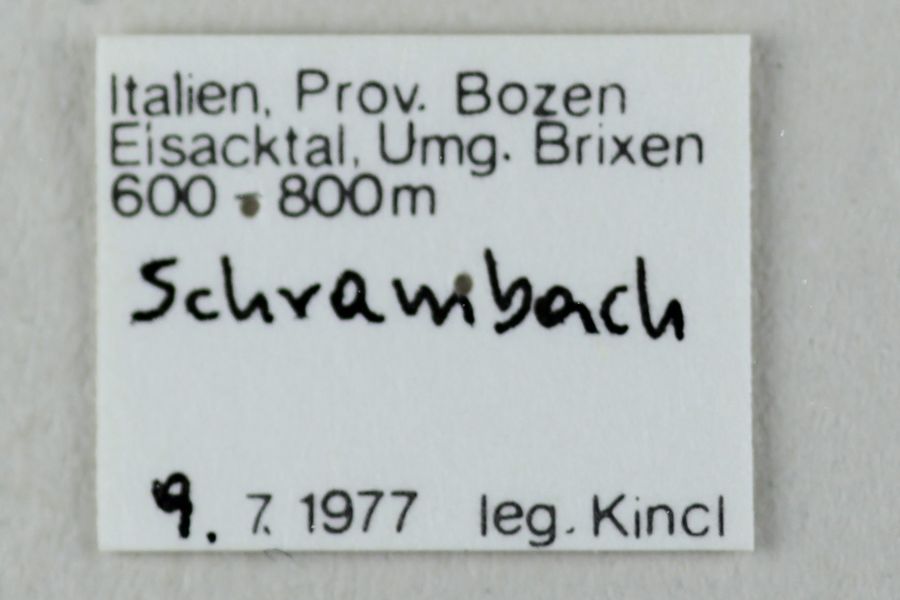 Italien, Prov. Bozen
Eisacktal, Umg. Brixen
600 - 800m
Schrambach
9. 7. 1977 leg. Kincl